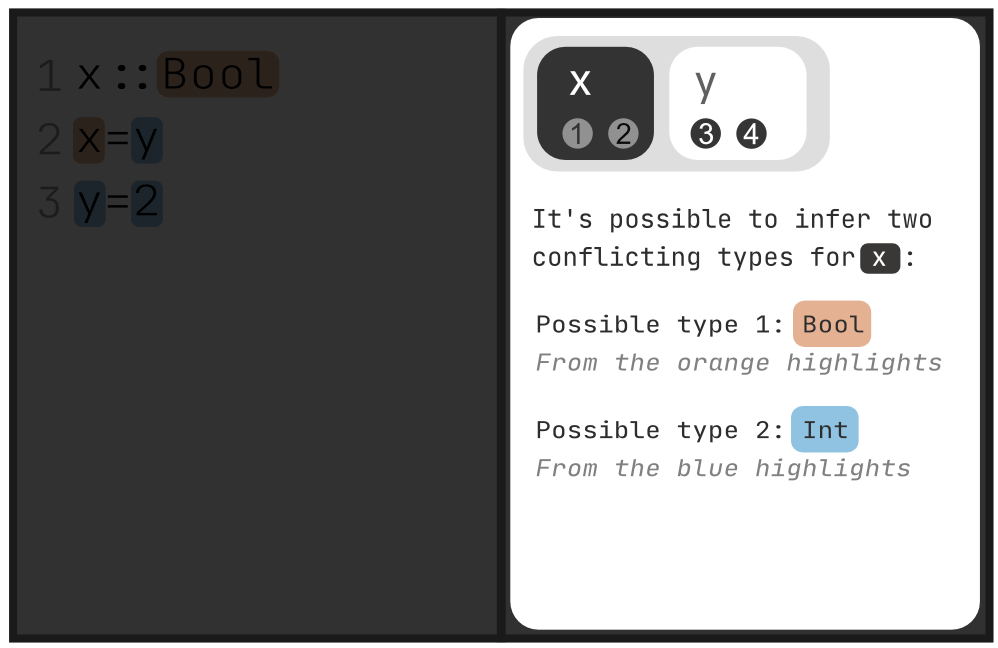 1 x::Bool
2 x=y
3 y=2
x y
1 2 3 4
It's possible to infer two
conflicting types for x :
Possible type 1: Bool
From the orange highlights
Possible type 2: Int
From the blue highlights